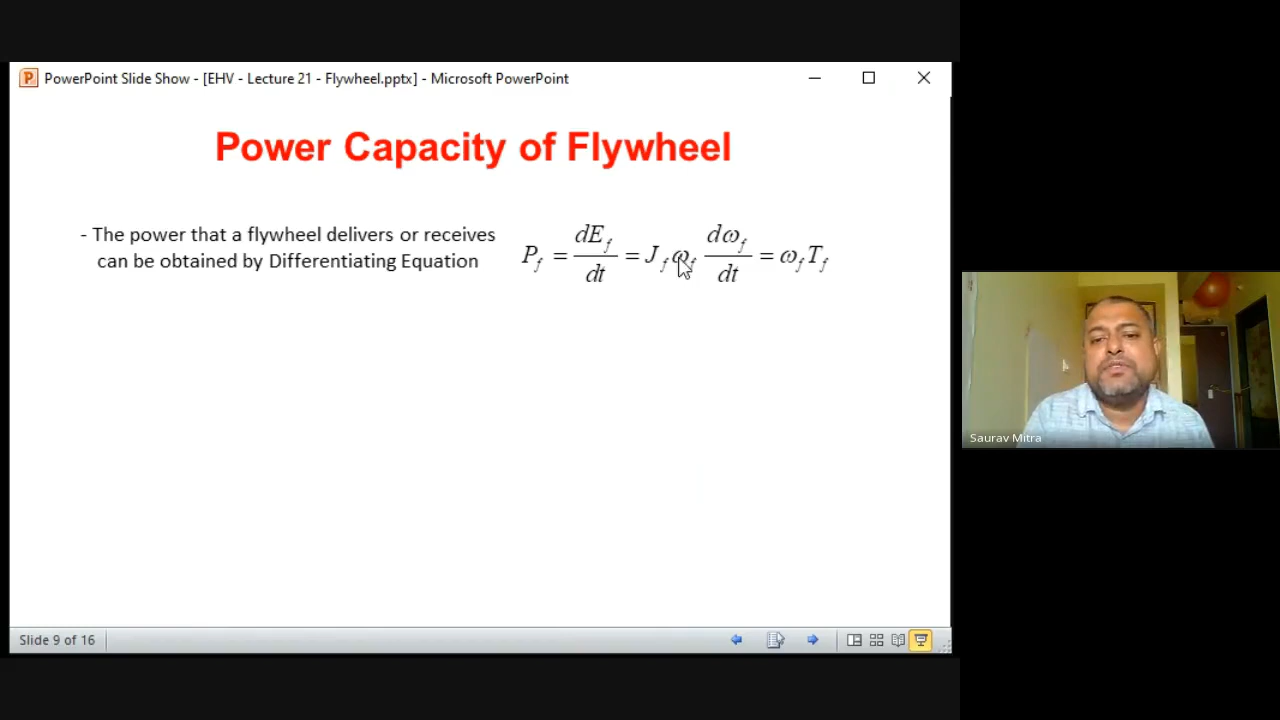 PowerPoint Slide Show - [EHV - Lecture 21 - Flywheel.pptx] - Microsoft PowerPoint
Power Capacity of Flywheel
- The power that a flywheel delivers or receives
can be obtained by Differentiating Equation
P_f = dE_f/dt = J_f ω_f dω_f/dt = ω_f T_f
Saurav Mitra
Slide 9 of 16